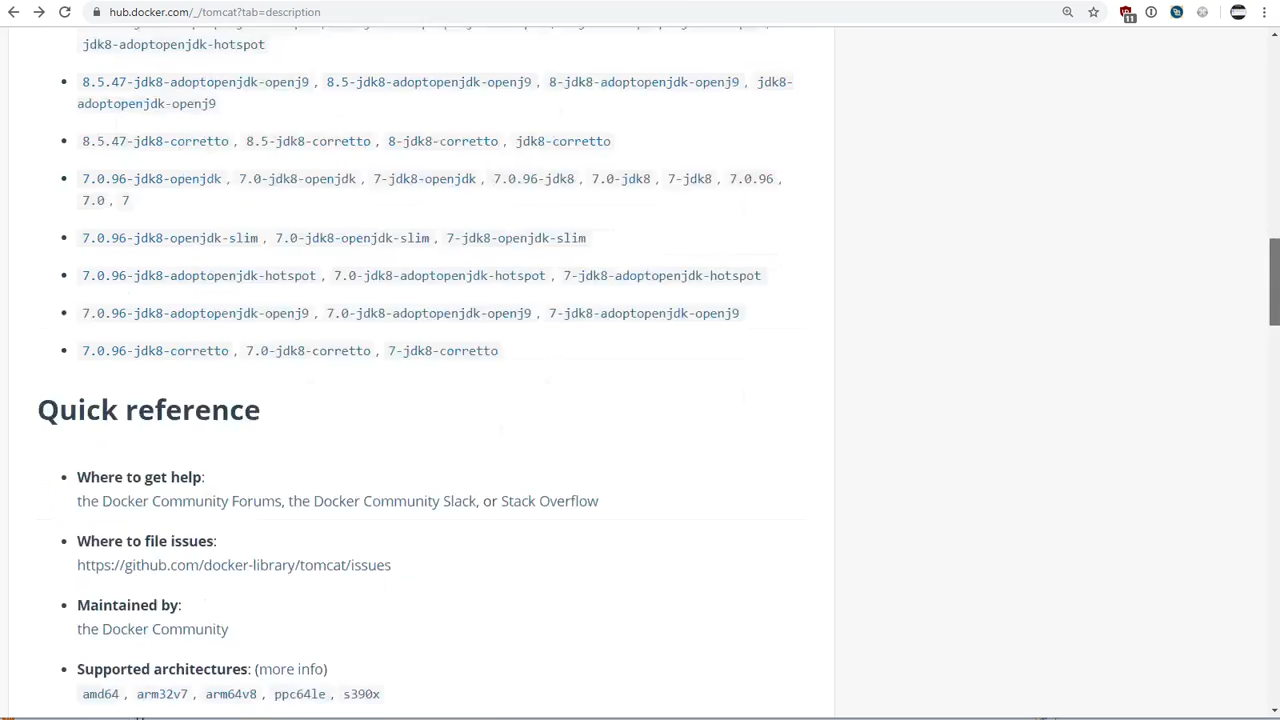 hub.docker.com/_/tomcat?tab=description
11
jdk8-adoptopenjdk-hotspot
8.5.47-jdk8-adoptopenjdk-openj9 , 8.5-jdk8-adoptopenjdk-openj9 , 8-jdk8-adoptopenjdk-openj9 , jdk8-
adoptopenjdk-openj9
8.5.47-jdk8-corretto , 8.5-jdk8-corretto , 8-jdk8-corretto , jdk8-corretto
7.0.96-jdk8-openjdk , 7.0-jdk8-openjdk , 7-jdk8-openjdk , 7.0.96-jdk8 , 7.0-jdk8 , 7-jdk8 , 7.0.96 ,
7.0 , 7
7.0.96-jdk8-openjdk-slim , 7.0-jdk8-openjdk-slim , 7-jdk8-openjdk-slim
7.0.96-jdk8-adoptopenjdk-hotspot , 7.0-jdk8-adoptopenjdk-hotspot , 7-jdk8-adoptopenjdk-hotspot
7.0.96-jdk8-adoptopenjdk-openj9 , 7.0-jdk8-adoptopenjdk-openj9 , 7-jdk8-adoptopenjdk-openj9
7.0.96-jdk8-corretto , 7.0-jdk8-corretto , 7-jdk8-corretto
Quick reference
Where to get help:
the Docker Community Forums, the Docker Community Slack, or Stack Overflow
Where to file issues:
https://github.com/docker-library/tomcat/issues
Maintained by:
the Docker Community
Supported architectures: (more info)
amd64 , arm32v7 , arm64v8 , ppc64le , s390x